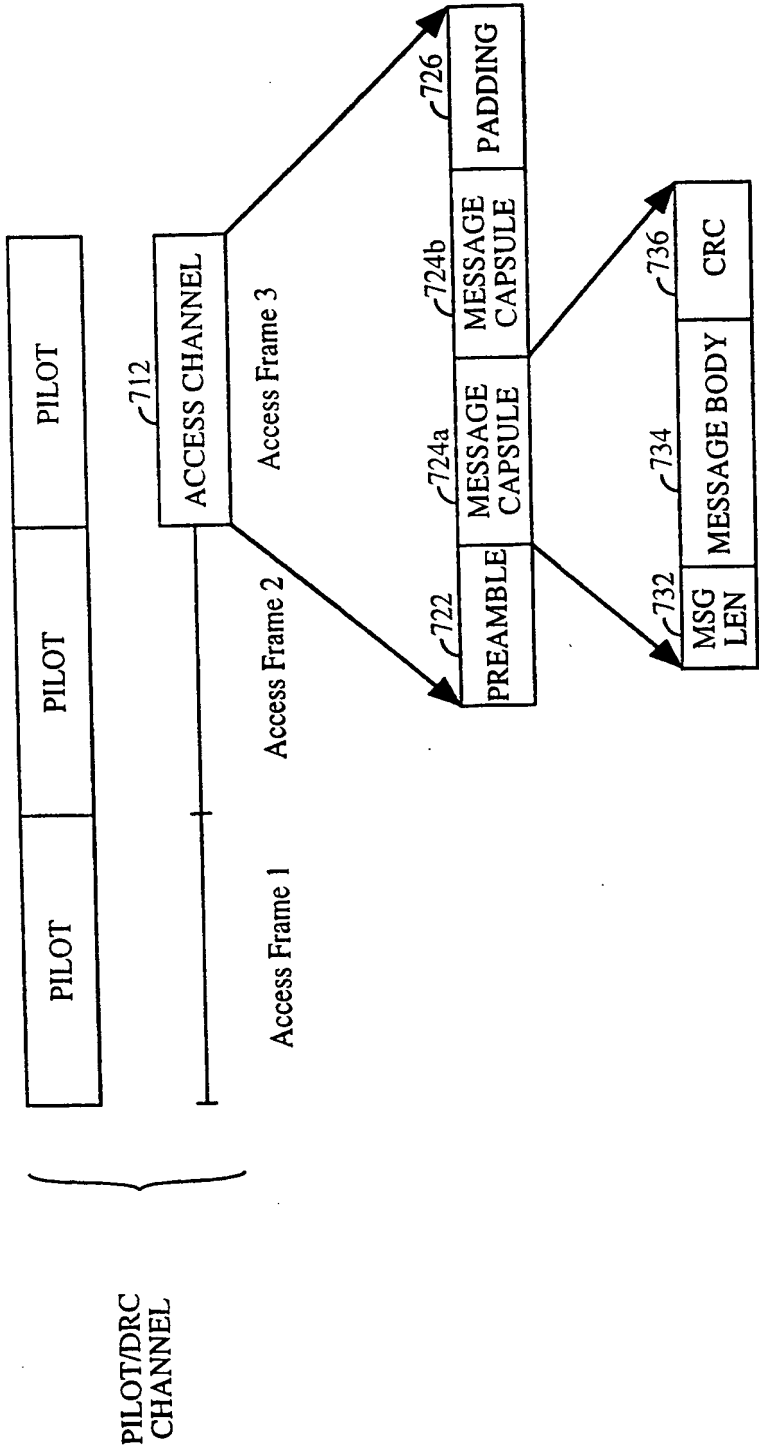 PILOT/DRC
CHANNEL
PILOT
PILOT
PILOT
712
ACCESS CHANNEL
Access Frame 1
Access Frame 2
Access Frame 3
722
724a
724b
726
PREAMBLE
MESSAGE
CAPSULE
MESSAGE
CAPSULE
PADDING
732
734
736
MSG
LEN
MESSAGE BODY
CRC